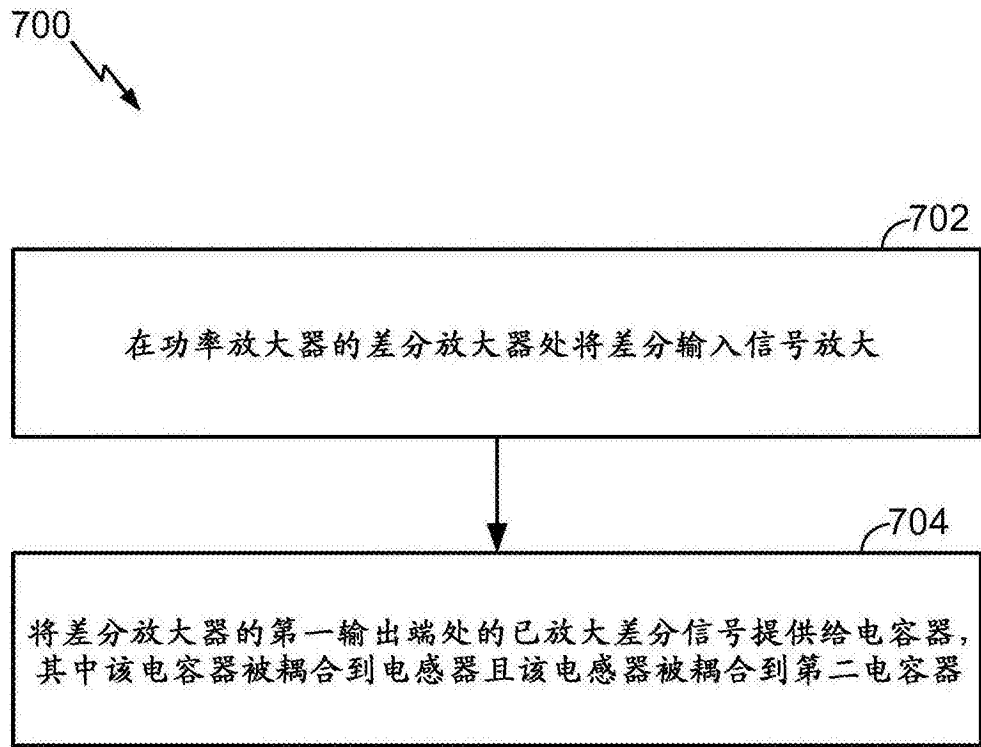 700
702
在功率放大器的差分放大器处将差分输入信号放大
704
将差分放大器的第一输出端处的已放大差分信号提供给电容器，
其中该电容器被耦合到电感器且该电感器被耦合到第二电容器